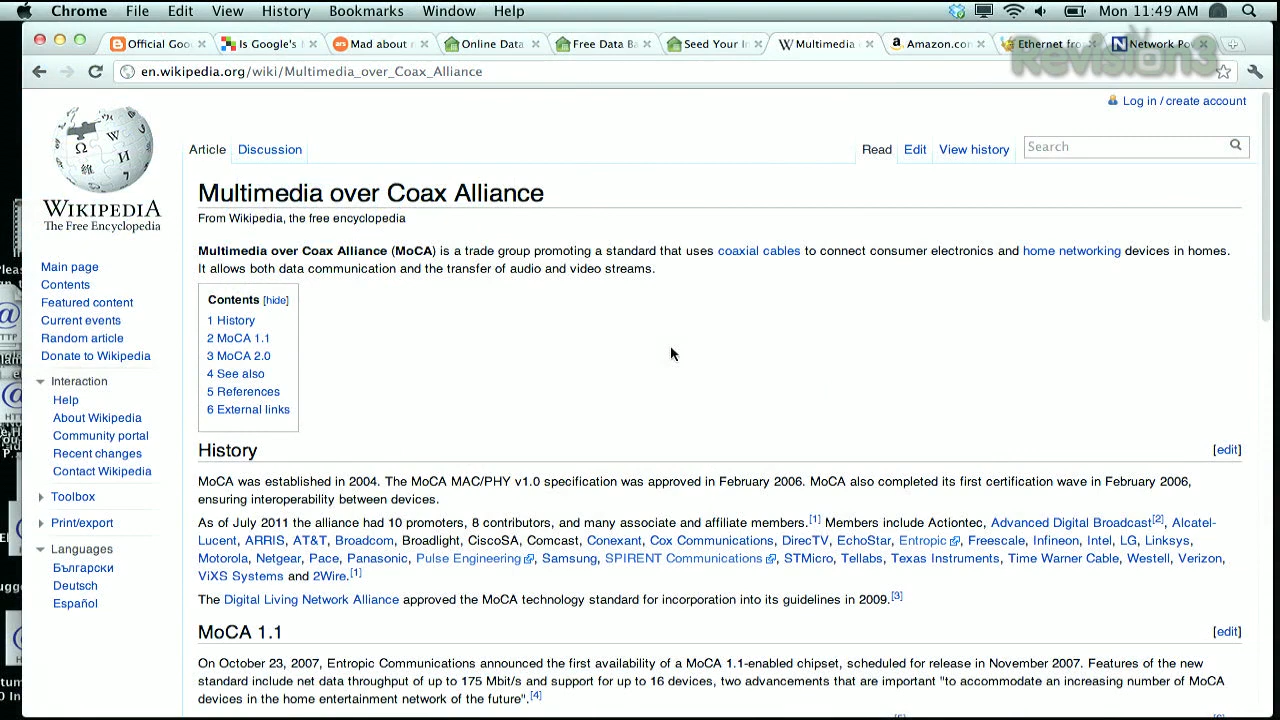 Chrome File Edit View History Bookmarks Window Help Mon 11:49 AM
Official Goo Is Google's Mad about Online Data Free Data Ba Seed Your In Multimedia Amazon.com Ethernet fro Network Po
Revision3
en.wikipedia.org/wiki/Multimedia_over_Coax_Alliance
Log in / create account
Article Discussion Read Edit View history Search
WIKIPEDIA
The Free Encyclopedia
Main page
Contents
Featured content
Current events
Random article
Donate to Wikipedia
Interaction
Help
About Wikipedia
Community portal
Recent changes
Contact Wikipedia
Toolbox
Print/export
Languages
Български
Deutsch
Español
Multimedia over Coax Alliance
From Wikipedia, the free encyclopedia
Multimedia over Coax Alliance (MoCA) is a trade group promoting a standard that uses coaxial cables to connect consumer electronics and home networking devices in homes.
It allows both data communication and the transfer of audio and video streams.
Contents [hide]
1 History
2 MoCA 1.1
3 MoCA 2.0
4 See also
5 References
6 External links
History [edit]
MoCA was established in 2004. The MoCA MAC/PHY v1.0 specification was approved in February 2006. MoCA also completed its first certification wave in February 2006,
ensuring interoperability between devices.
As of July 2011 the alliance had 10 promoters, 8 contributors, and many associate and affiliate members.[1] Members include Actiontec, Advanced Digital Broadcast[2], Alcatel-
Lucent, ARRIS, AT&T, Broadcom, Broadlight, CiscoSA, Comcast, Conexant, Cox Communications, DirecTV, EchoStar, Entropic, Freescale, Infineon, Intel, LG, Linksys,
Motorola, Netgear, Pace, Panasonic, Pulse Engineering, Samsung, SPIRENT Communications, STMicro, Tellabs, Texas Instruments, Time Warner Cable, Westell, Verizon,
ViXS Systems and 2Wire.[1]
The Digital Living Network Alliance approved the MoCA technology standard for incorporation into its guidelines in 2009.[3]
MoCA 1.1 [edit]
On October 23, 2007, Entropic Communications announced the first availability of a MoCA 1.1-enabled chipset, scheduled for release in November 2007. Features of the new
standard include net data throughput of up to 175 Mbit/s and support for up to 16 devices, two advancements that are important "to accommodate an increasing number of MoCA
devices in the home entertainment network of the future".[4]